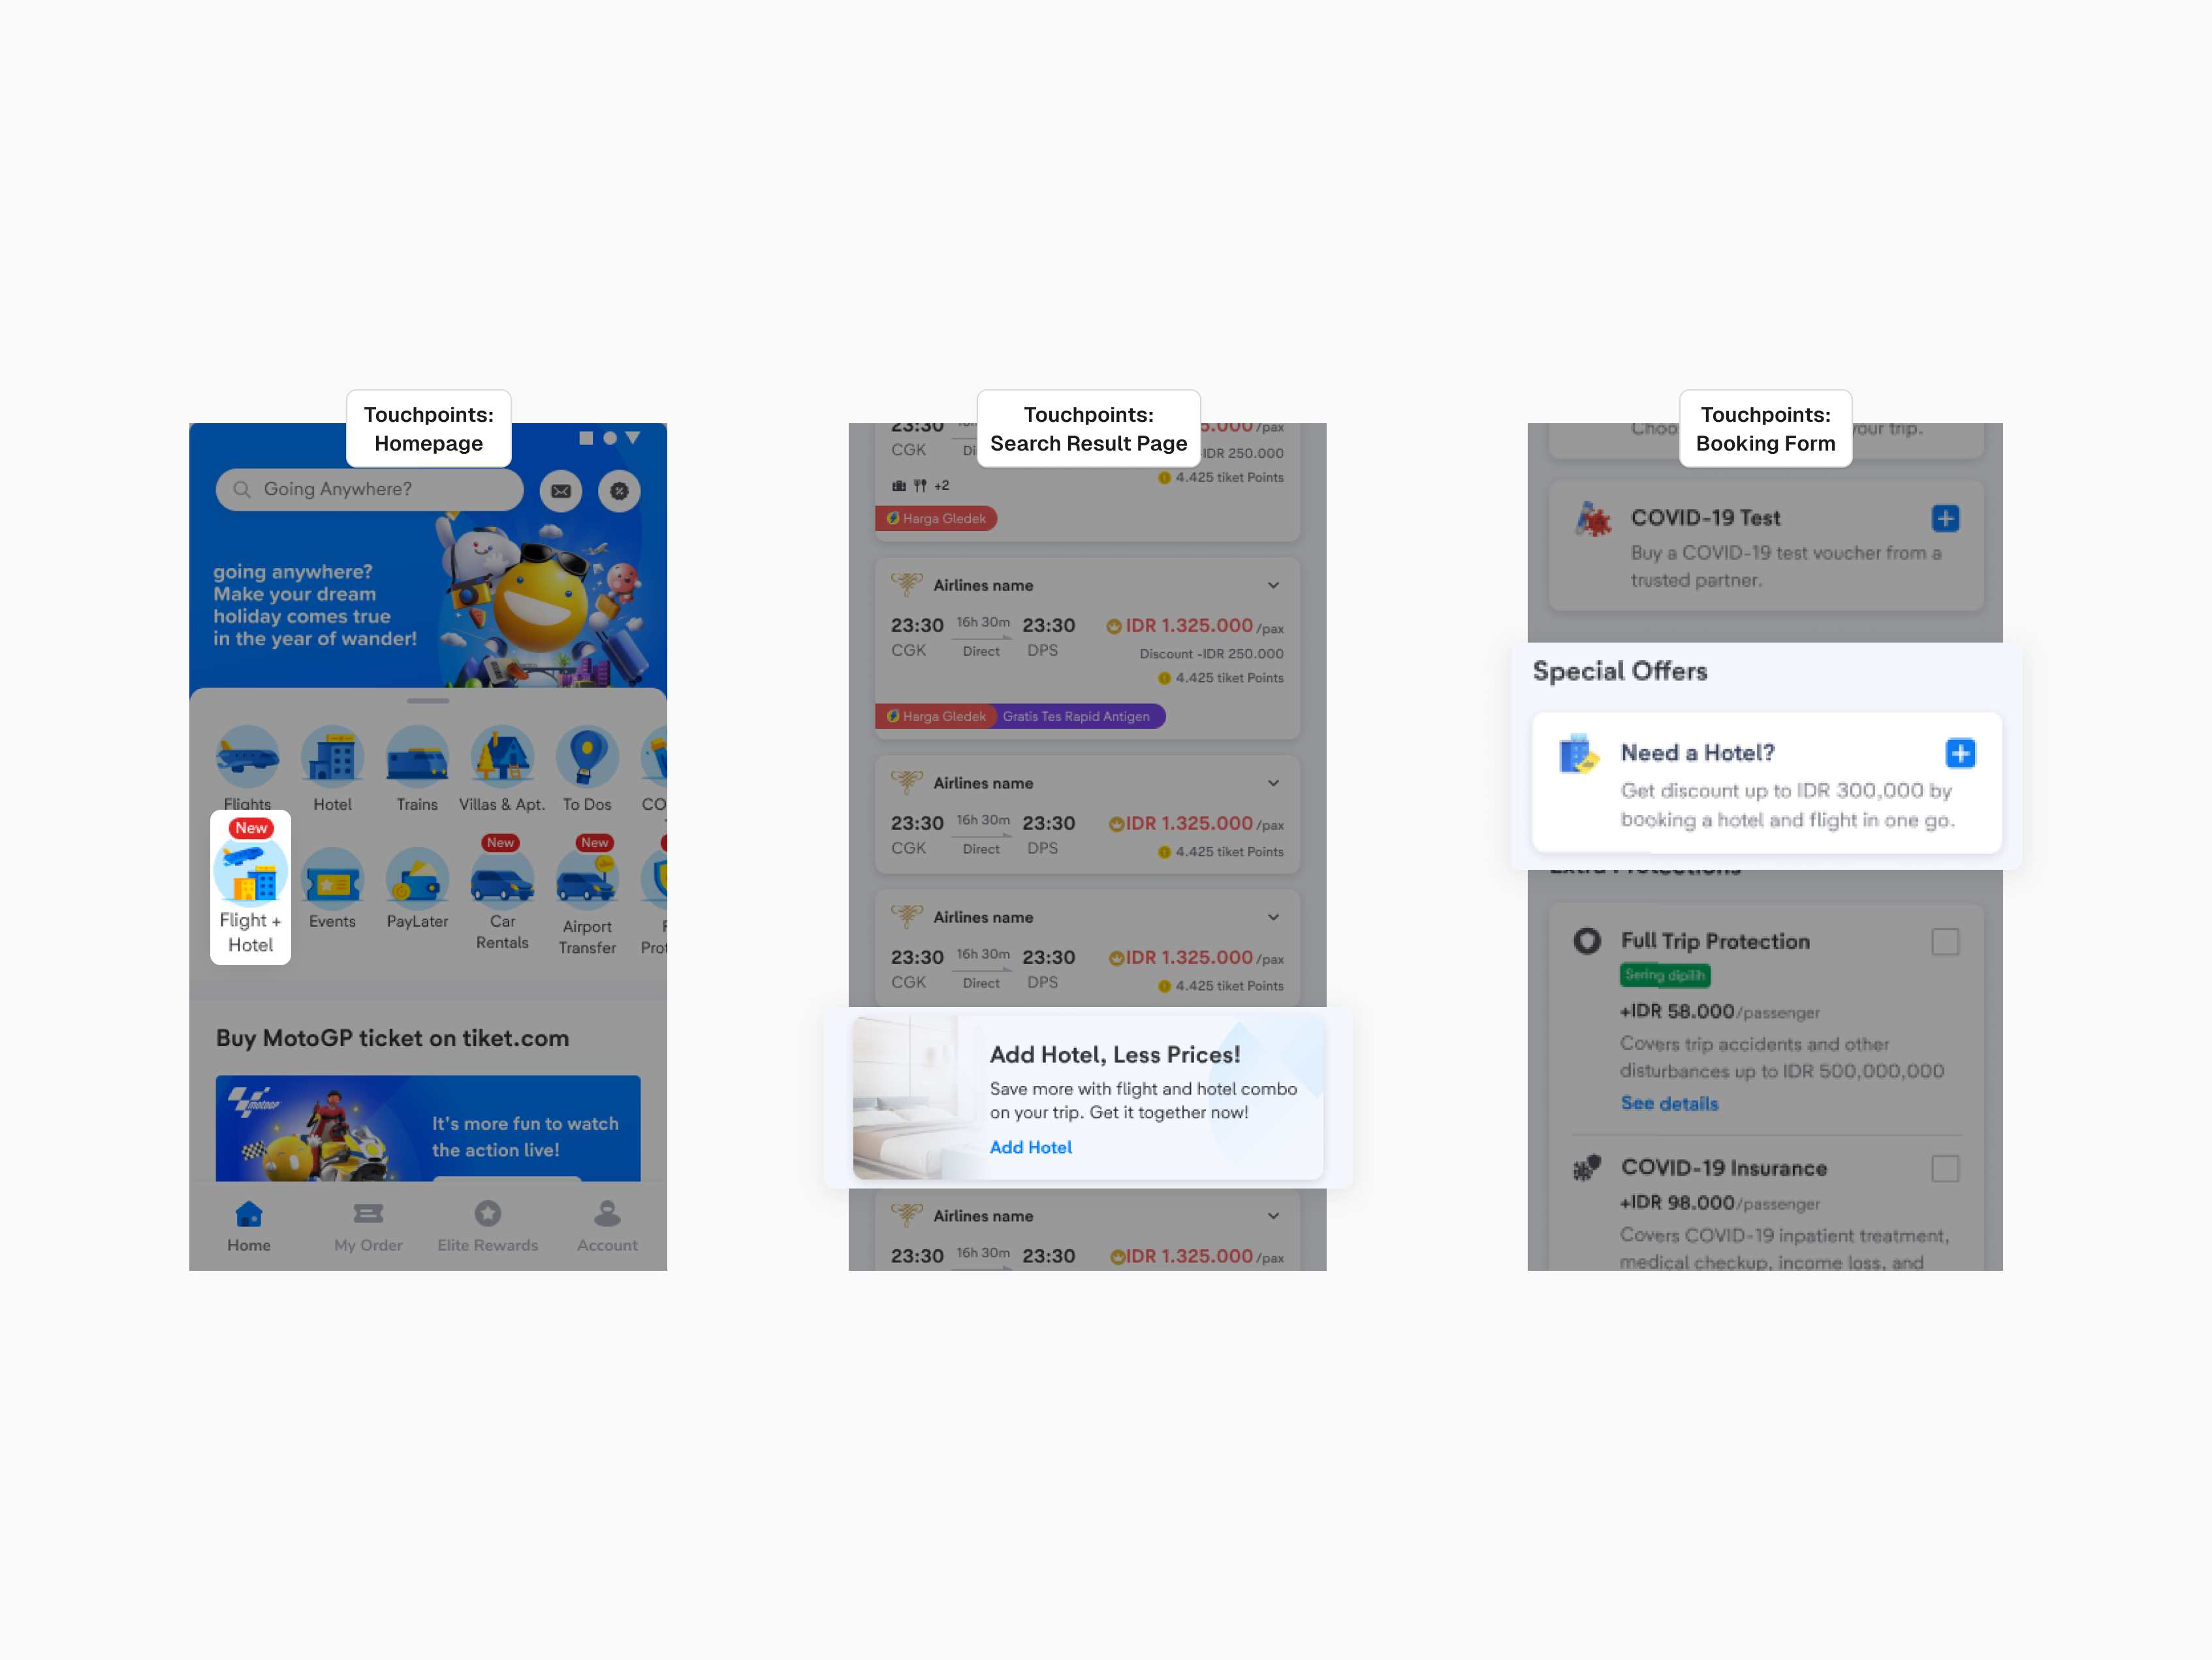 Touchpoints:
Homepage
Going Anywhere?
going anywhere?
Make your dream
holiday comes true
in the year of wander!
Flights
Hotel
Trains
Villas & Apt.
To Dos
CO
New
Flight +
Hotel
Events
PayLater
New
Car
Rentals
New
Airport
Transfer
Prot
Buy MotoGP ticket on tiket.com
MotoGP
It's more fun to watch
the action live!
Home
My Order
Elite Rewards
Account
Touchpoints:
Search Result Page
23:30
5.000 /pax
CGK
Di
-IDR 250.000
4.425 tiket Points
+2
Harga Gledek
Airlines name
23:30 16h 30m 23:30 IDR 1.325.000 /pax
CGK Direct DPS Discount -IDR 250.000
4.425 tiket Points
Harga Gledek Gratis Tes Rapid Antigen
Airlines name
23:30 16h 30m 23:30 IDR 1.325.000 /pax
CGK Direct DPS 4.425 tiket Points
Airlines name
23:30 16h 30m 23:30 IDR 1.325.000 /pax
CGK Direct DPS 4.425 tiket Points
Add Hotel, Less Prices!
Save more with flight and hotel combo
on your trip. Get it together now!
Add Hotel
Airlines name
23:30 16h 30m 23:30 IDR 1.325.000 /pax
Touchpoints:
Booking Form
Choo
your trip.
COVID-19 Test
Buy a COVID-19 test voucher from a
trusted partner.
Special Offers
Need a Hotel?
Get discount up to IDR 300,000 by
booking a hotel and flight in one go.
Extra Protections
Full Trip Protection
Sering dipilih
+IDR 58.000/passenger
Covers trip accidents and other
disturbances up to IDR 500,000,000
See details
COVID-19 Insurance
+IDR 98.000/passenger
Covers COVID-19 inpatient treatment,
medical checkup, income loss, and